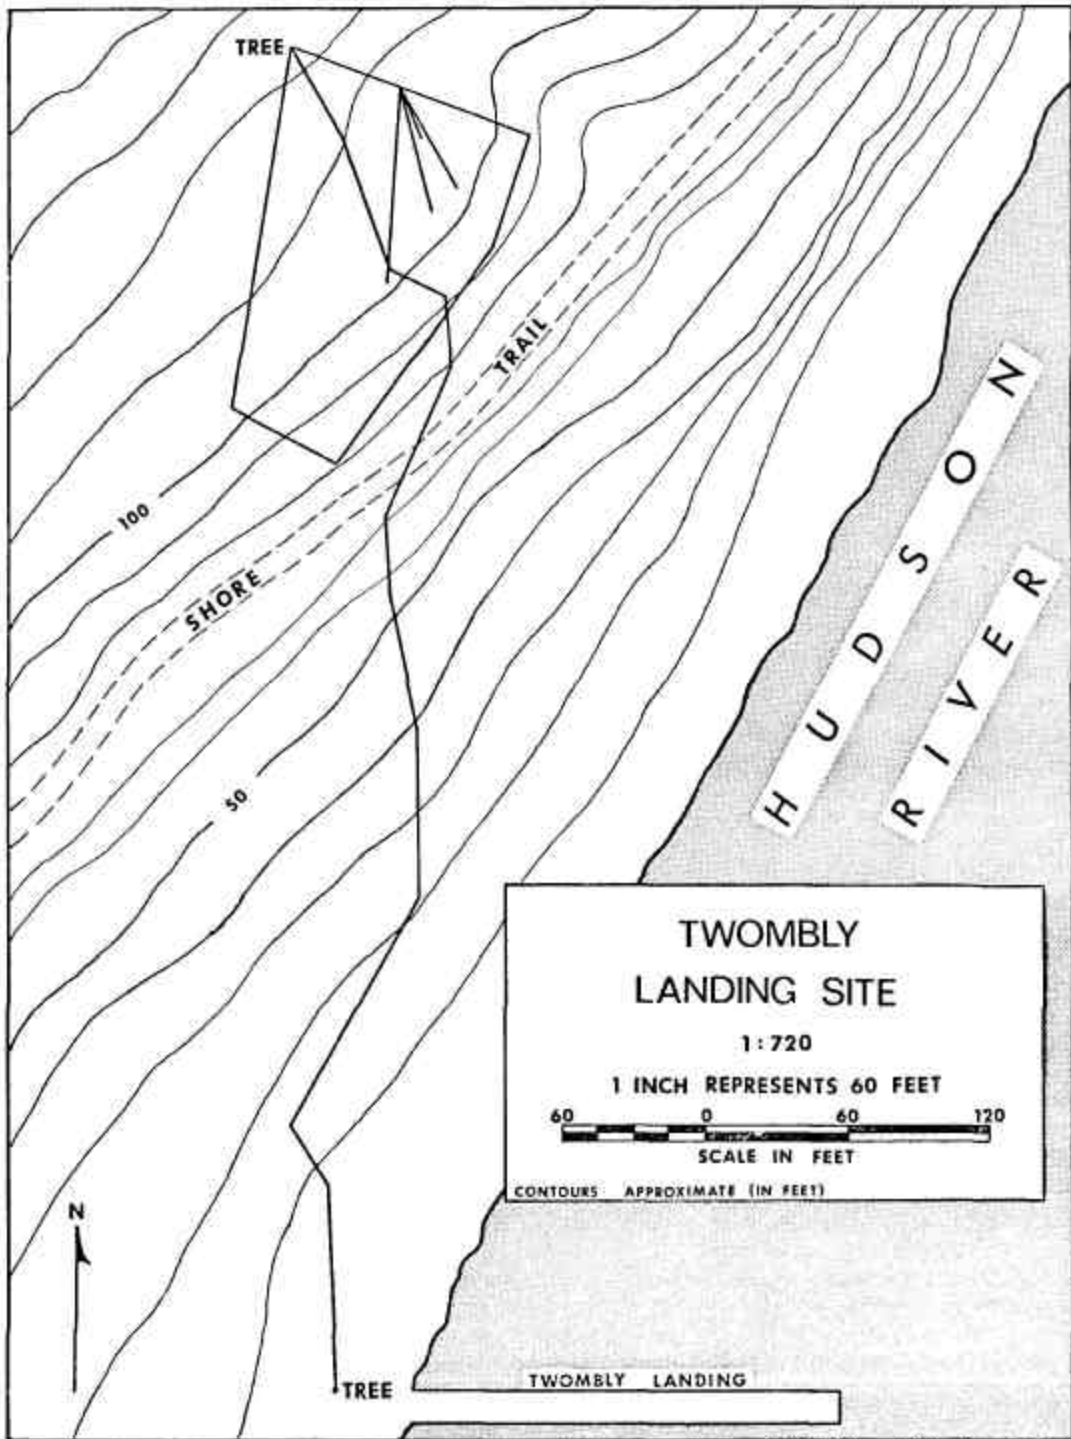 TREE
TRAIL
100
SHORE
50
HUDSON
RIVER
TWOMBLY
LANDING SITE
1:720
1 INCH REPRESENTS 60 FEET
60 0 60 120
SCALE IN FEET
CONTOURS APPROXIMATE (IN FEET)
N
TREE
TWOMBLY LANDING